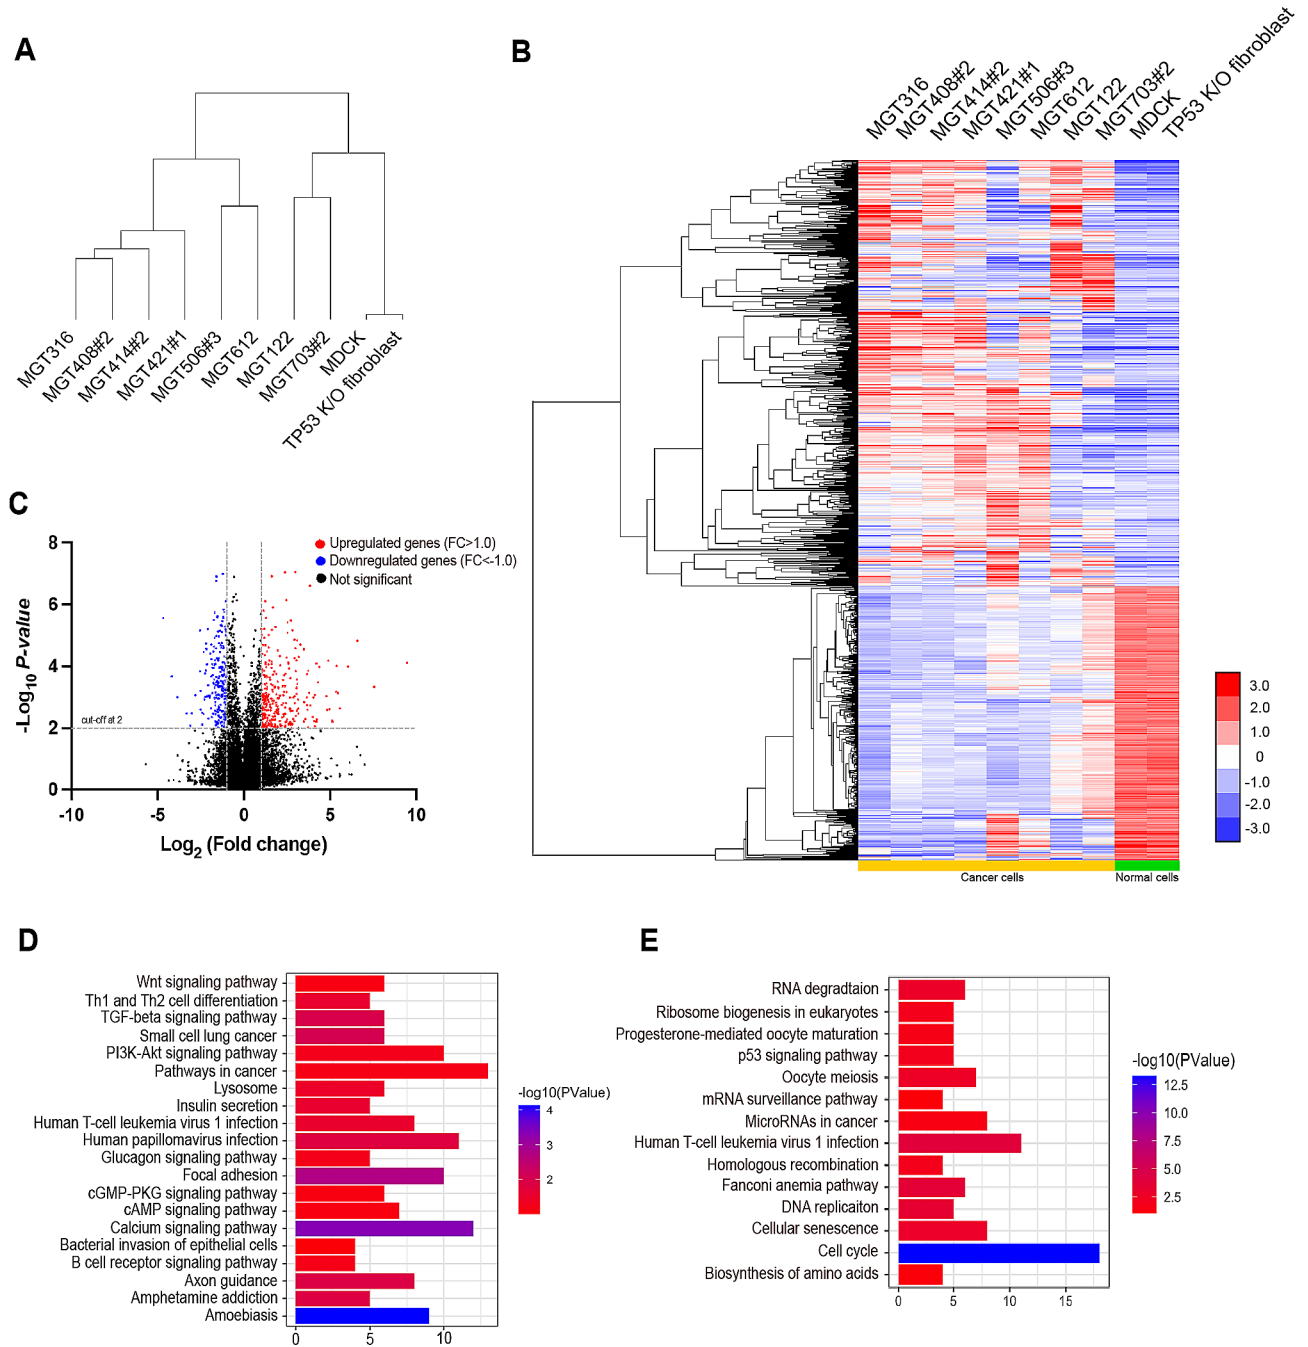 A
MGT316
MGT408#2
MGT414#2
MGT421#1
MGT506#3
MGT612
MGT122
MGT703#2
MDCK
TP53 K/O fibroblast
B
MGT316
MGT408#2
MGT414#2
MGT421#1
MGT506#3
MGT612
MGT122
MGT703#2
MDCK
TP53 K/O fibroblast
3.0
2.0
1.0
0
-1.0
-2.0
-3.0
Cancer cells
Normal cells
C
Upregulated genes (FC>1.0)
Downregulated genes (FC<-1.0)
Not significant
-Log10 P-value
8
6
4
2
0
cut-off at 2
-10
-5
0
5
10
Log2 (Fold change)
D
Wnt signaling pathway
Th1 and Th2 cell differentiation
TGF-beta signaling pathway
Small cell lung cancer
PI3K-Akt signaling pathway
Pathways in cancer
Lysosome
Insulin secretion
Human T-cell leukemia virus 1 infection
Human papillomavirus infection
Glucagon signaling pathway
Focal adhesion
cGMP-PKG signaling pathway
cAMP signaling pathway
Calcium signaling pathway
Bacterial invasion of epithelial cells
B cell receptor signaling pathway
Axon guidance
Amphetamine addiction
Amoebiasis
0
5
10
-log10(PValue)
4
3
2
E
RNA degradtaion
Ribosome biogenesis in eukaryotes
Progesterone-mediated oocyte maturation
p53 signaling pathway
Oocyte meiosis
mRNA surveillance pathway
MicroRNAs in cancer
Human T-cell leukemia virus 1 infection
Homologous recombination
Fanconi anemia pathway
DNA replicaiton
Cellular senescence
Cell cycle
Biosynthesis of amino acids
0
5
10
15
-log10(PValue)
12.5
10.0
7.5
5.0
2.5